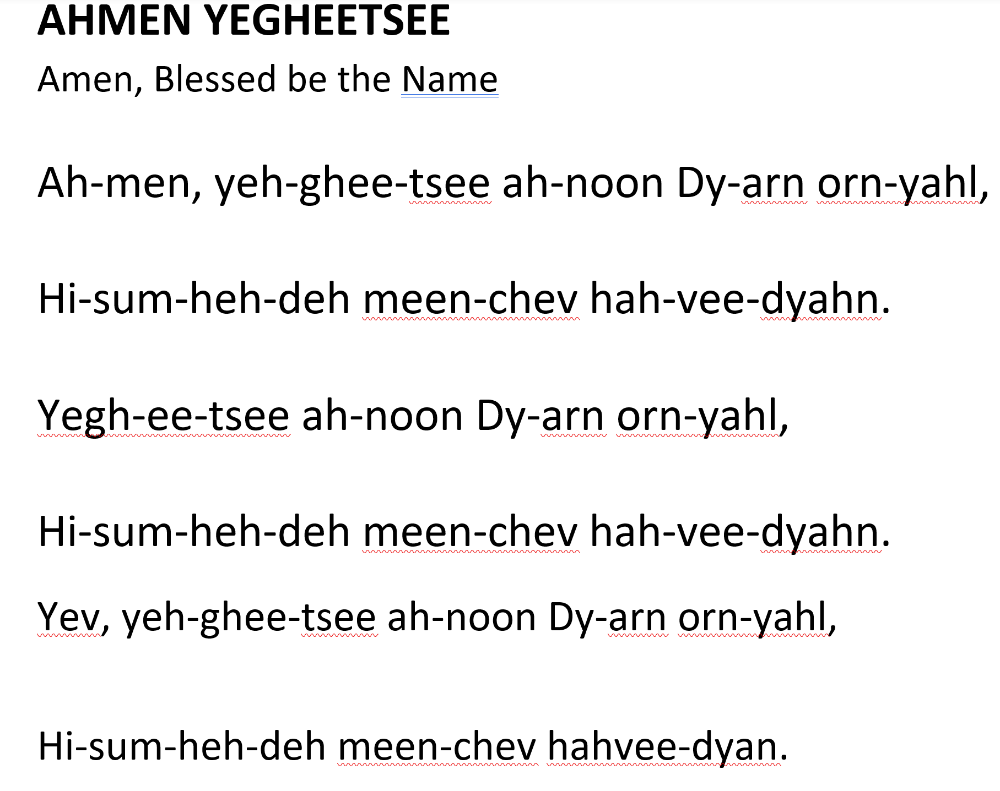 AHMEN YEGHEETSEE
Amen, Blessed be the Name
Ah-men, yeh-ghee-tsee ah-noon Dy-arn orn-yahl,
Hi-sum-heh-deh meen-chev hah-vee-dyahn.
Yegh-ee-tsee ah-noon Dy-arn orn-yahl,
Hi-sum-heh-deh meen-chev hah-vee-dyahn.
Yev, yeh-ghee-tsee ah-noon Dy-arn orn-yahl,
Hi-sum-heh-deh meen-chev hahvee-dyan.